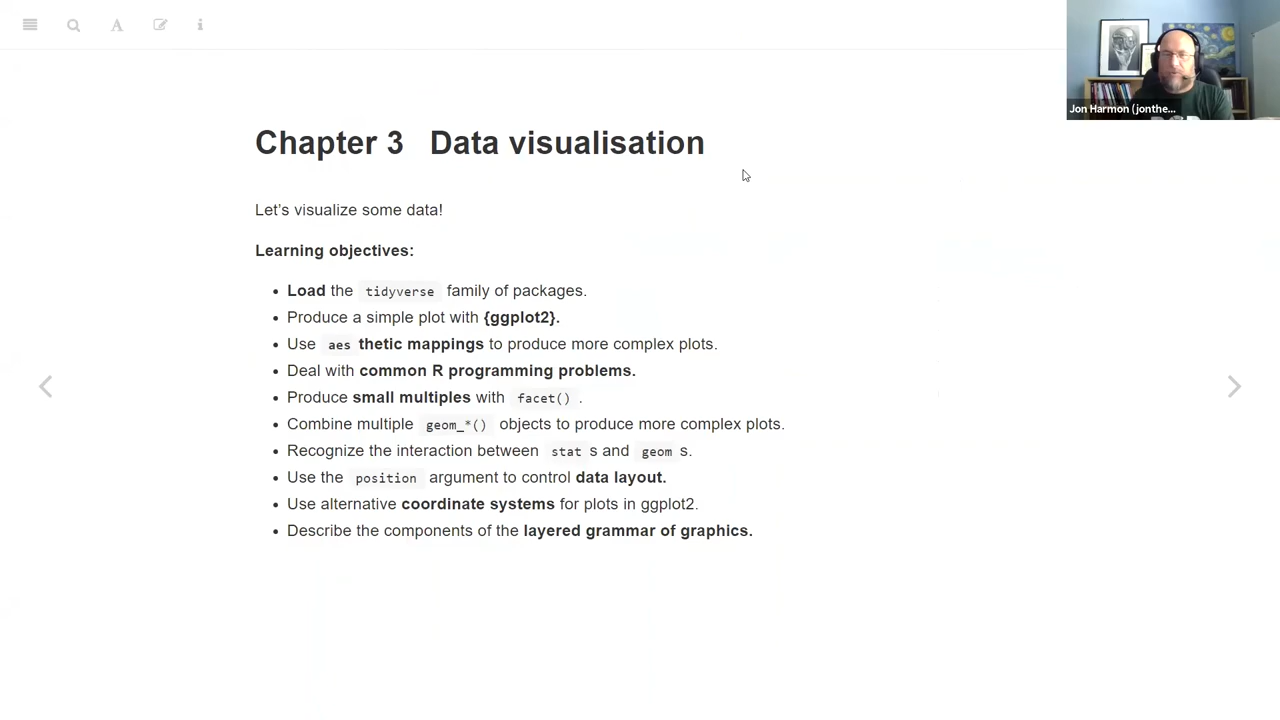 Jon Harmon (jonthe...
Chapter 3 Data visualisation
Let's visualize some data!
Learning objectives:
• Load the tidyverse family of packages.
• Produce a simple plot with {ggplot2}.
• Use aes thetic mappings to produce more complex plots.
• Deal with common R programming problems.
• Produce small multiples with facet() .
• Combine multiple geom_*() objects to produce more complex plots.
• Recognize the interaction between stat s and geom s.
• Use the position argument to control data layout.
• Use alternative coordinate systems for plots in ggplot2.
• Describe the components of the layered grammar of graphics.